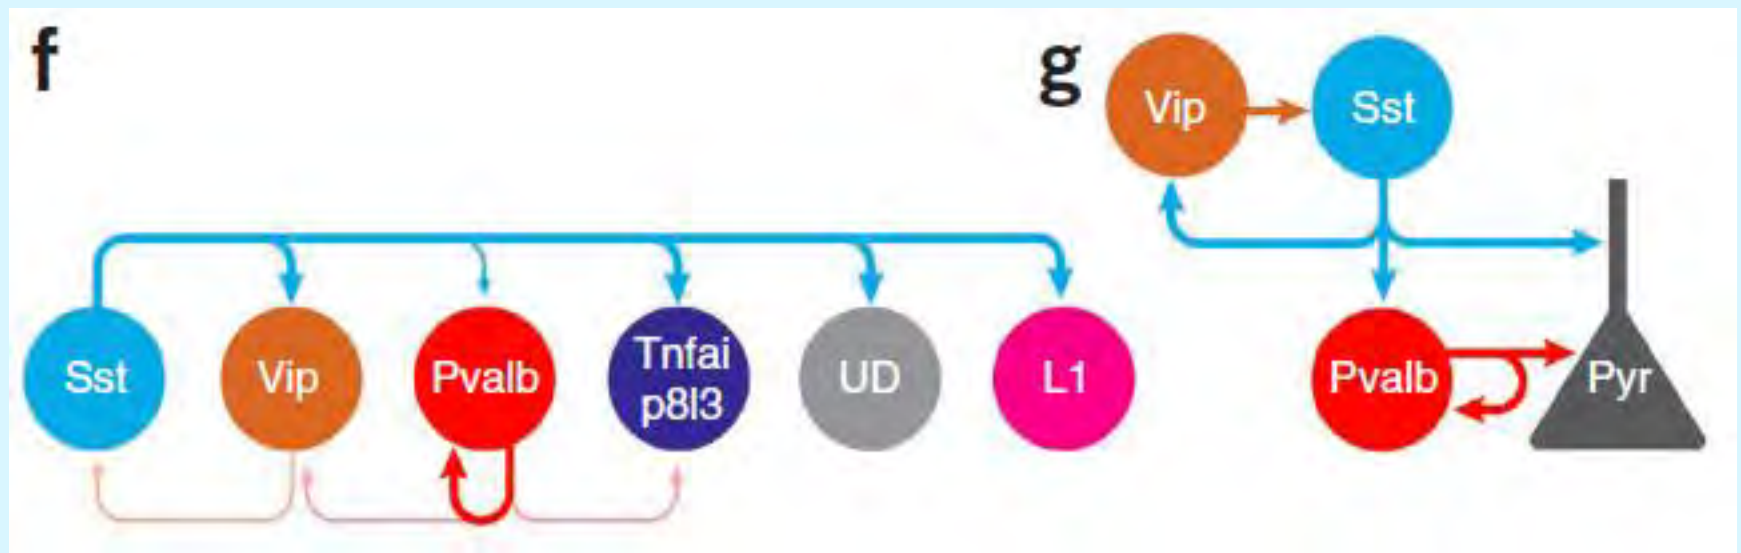 f
Sst
Vip
Pvalb
Tnfai
p8l3
UD
L1
g
Vip
Sst
Pvalb
Pyr